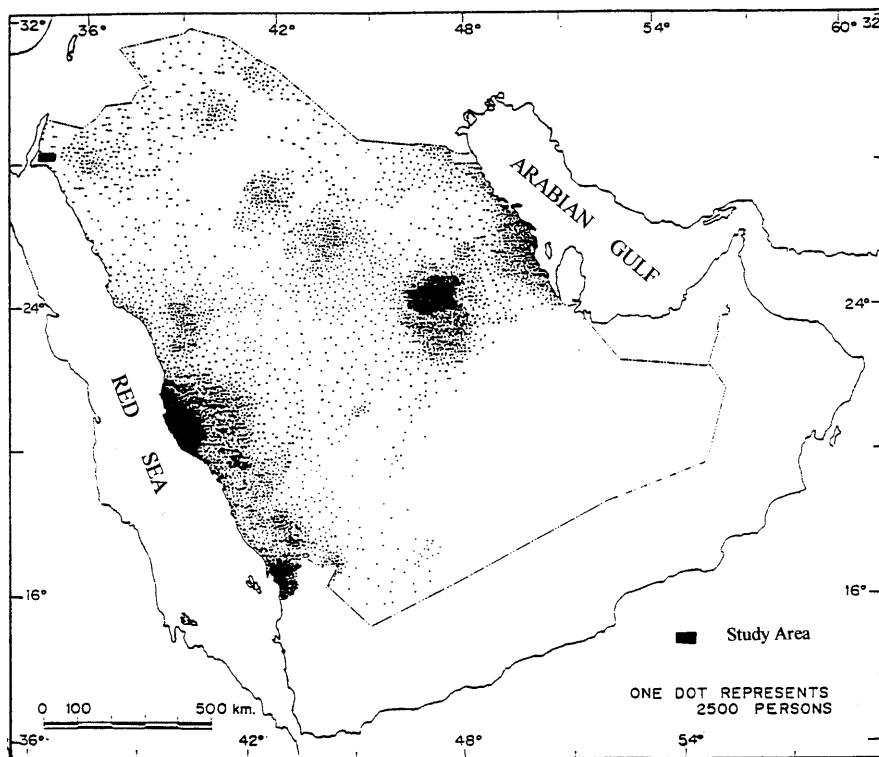 32° 36° 42° 48° 54° 60° 32
ARABIAN GULF
24° 24°
RED SEA
16° 16°
Study Area
0 100 500 km.
ONE DOT REPRESENTS
2500 PERSONS
36° 42° 48° 54°